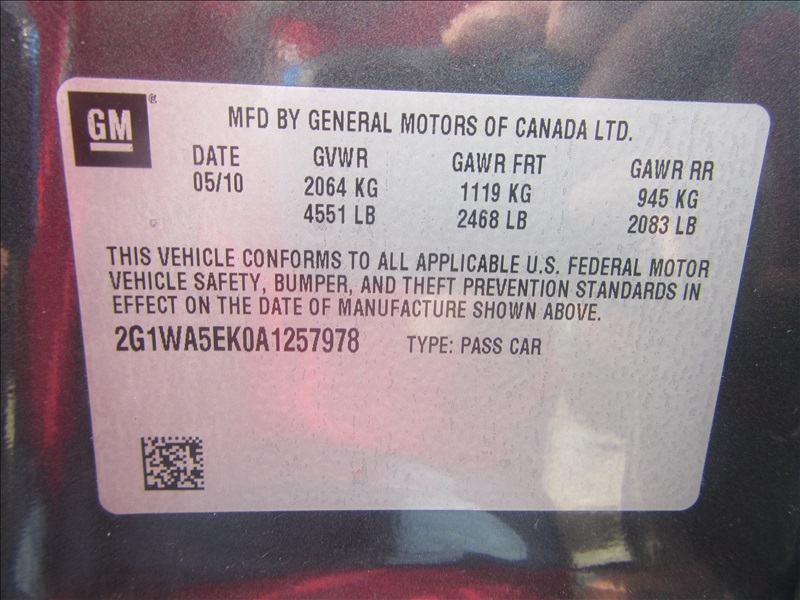 GM ®
MFD BY GENERAL MOTORS OF CANADA LTD.
DATE GVWR GAWR FRT GAWR RR
05/10 2064 KG 1119 KG 945 KG
4551 LB 2468 LB 2083 LB
THIS VEHICLE CONFORMS TO ALL APPLICABLE U.S. FEDERAL MOTOR
VEHICLE SAFETY, BUMPER, AND THEFT PREVENTION STANDARDS IN
EFFECT ON THE DATE OF MANUFACTURE SHOWN ABOVE.
2G1WA5EK0A1257978 TYPE: PASS CAR